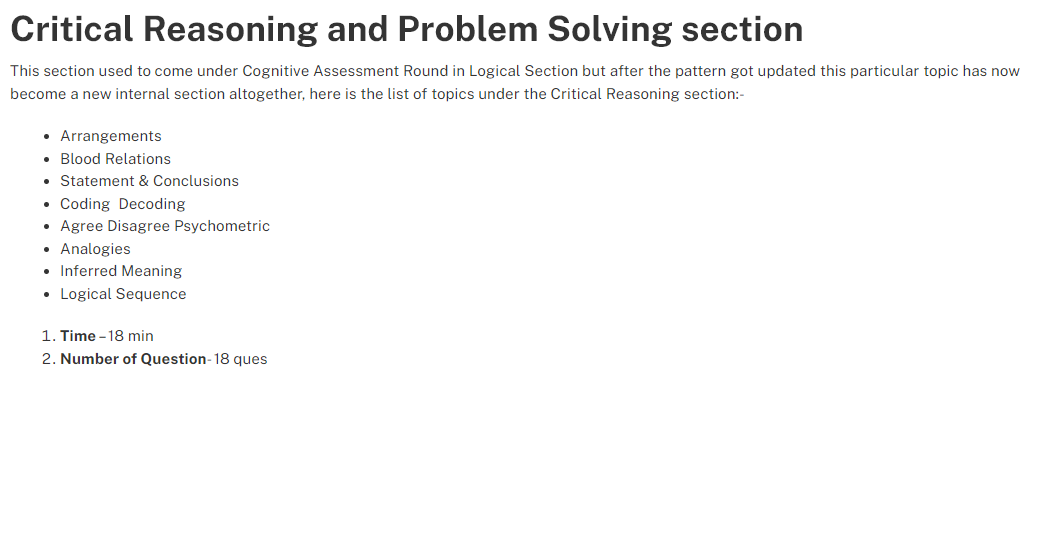 Critical Reasoning and Problem Solving section
This section used to come under Cognitive Assessment Round in Logical Section but after the pattern got updated this particular topic has now
become a new internal section altogether, here is the list of topics under the Critical Reasoning section:-
• Arrangements
• Blood Relations
• Statement & Conclusions
• Coding  Decoding
• Agree Disagree Psychometric
• Analogies
• Inferred Meaning
• Logical Sequence
1. Time – 18 min
2. Number of Question- 18 ques